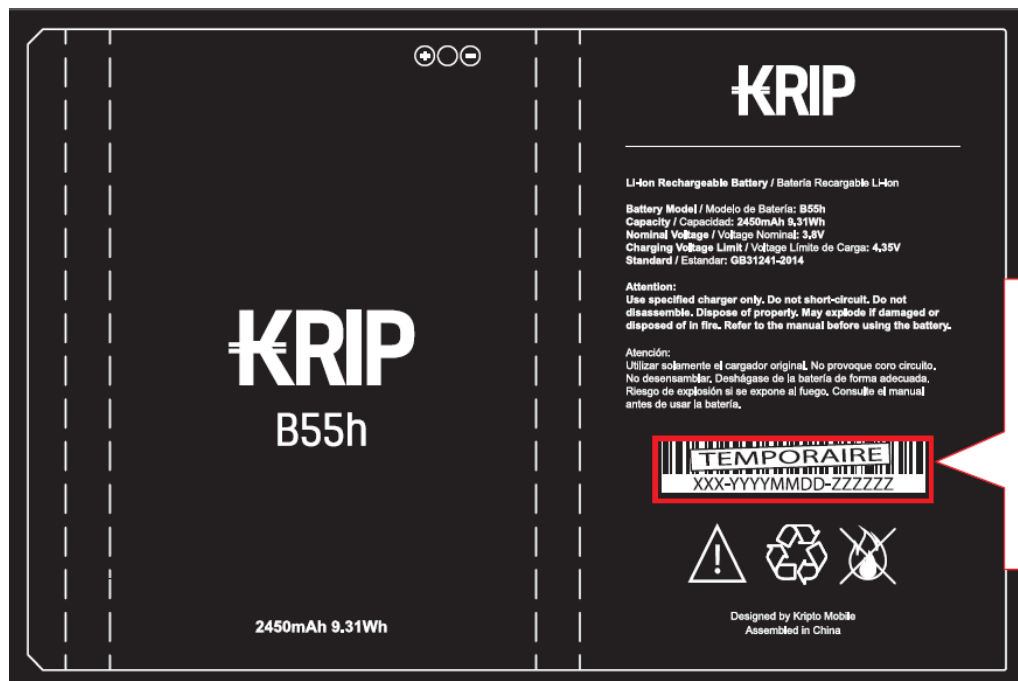 KRIP
B55h
2450mAh 9.31Wh
KRIP
Li-Ion Rechargeable Battery / Batería Recargable Li-Ion
Battery Model / Modelo de Batería: B55h
Capacity / Capacidad: 2450mAh 9,31Wh
Nominal Voltage / Voltage Nominal: 3,8V
Charging Voltage Limit / Voltage Límite de Carga: 4,35V
Standard / Estandar: GB31241-2014
Attention:
Use specified charger only. Do not short-circuit. Do not
disassemble. Dispose of properly. May explode if damaged or
disposed of in fire. Refer to the manual before using the battery.
Atención:
Utilizar solamente el cargador original. No provoque coro circuito.
No desensamblar. Deshágase de la batería de forma adecuada.
Riesgo de explosión si se expone al fuego. Consulte el manual
antes de usar la batería.
TEMPORAIRE
XXX-YYYYMMDD-ZZZZZZ
Designed by Kripto Mobile
Assembled in China